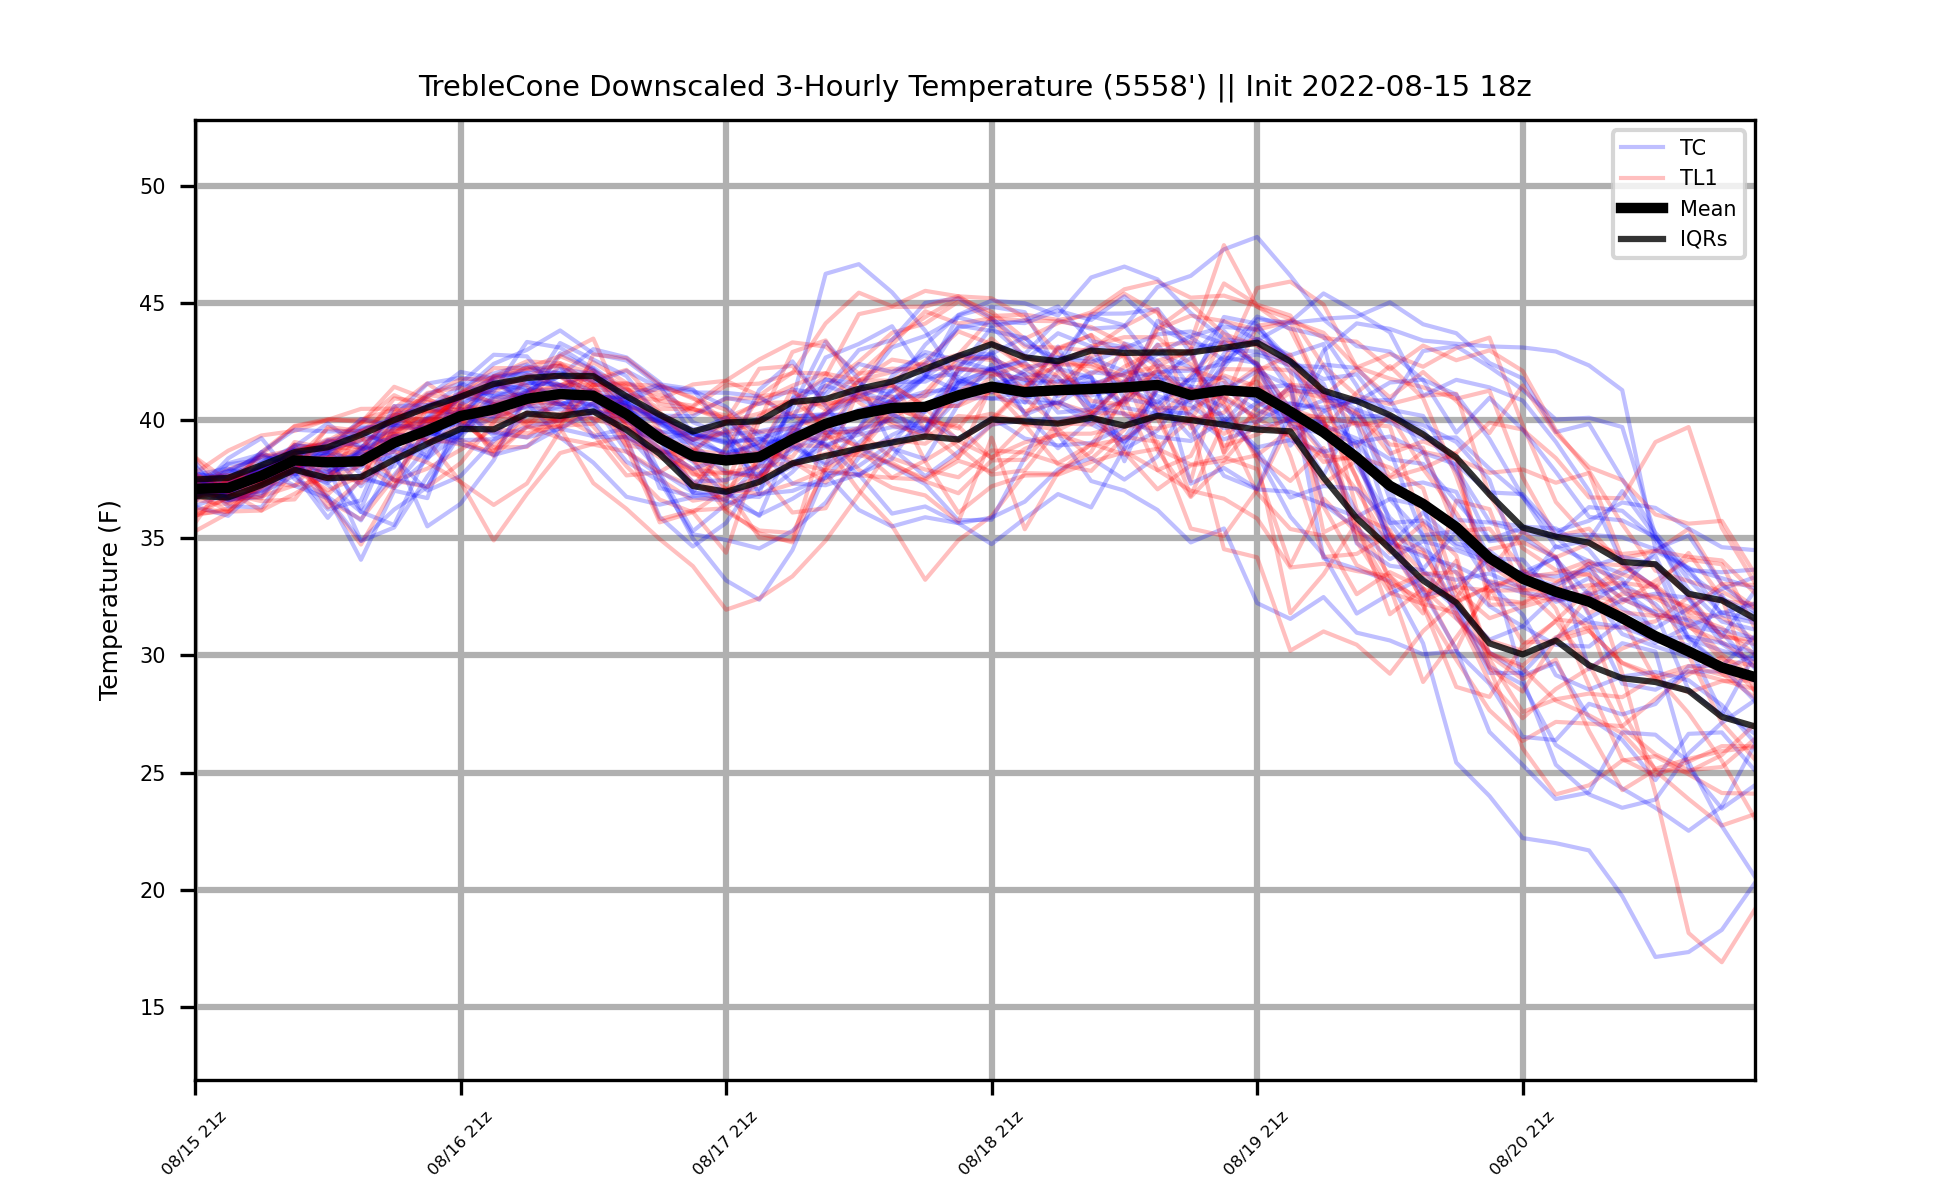 TrebleCone Downscaled 3-Hourly Temperature (5558') || Init 2022-08-15 18z
TC
TL1
Mean
IQRs
Temperature (F)
50
45
40
35
30
25
20
15
08/15 21z
08/16 21z
08/17 21z
08/18 21z
08/19 21z
08/20 21z